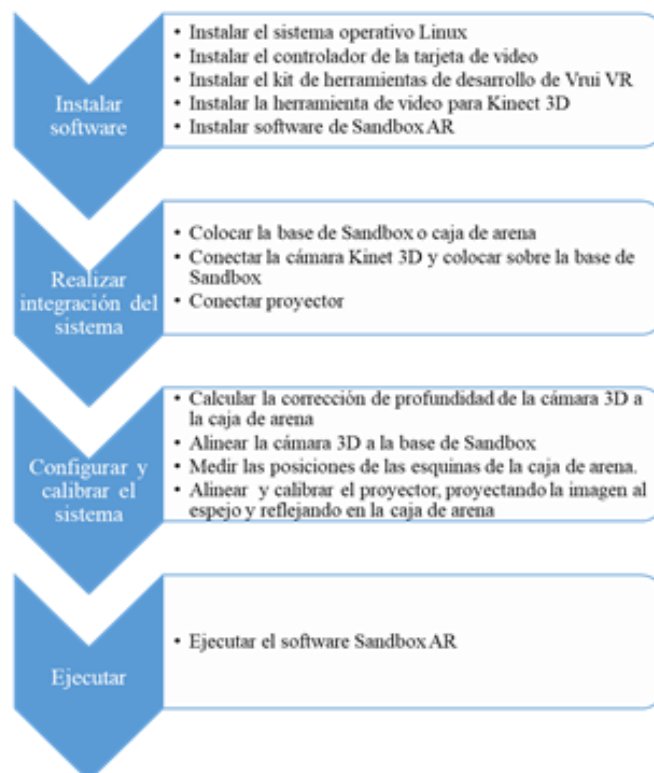 Instalar
software
• Instalar el sistema operativo Linux
• Instalar el controlador de la tarjeta de video
• Instalar el kit de herramientas de desarrollo de Vrui VR
• Instalar la herramienta de video para Kinect 3D
• Instalar software de Sandbox AR
Realizar
integración del
sistema
• Colocar la base de Sandbox o caja de arena
• Conectar la cámara Kinet 3D y colocar sobre la base de
Sandbox
• Conectar proyector
Configurar y
calibrar el
sistema
• Calcular la corrección de profundidad de la cámara 3D a
la caja de arena
• Alinear la cámara 3D a la base de Sandbox
• Medir las posiciones de las esquinas de la caja de arena.
• Alinear y calibrar el proyector, proyectando la imagen al
espejo y reflejando en la caja de arena
Ejecutar
• Ejecutar el software Sandbox AR